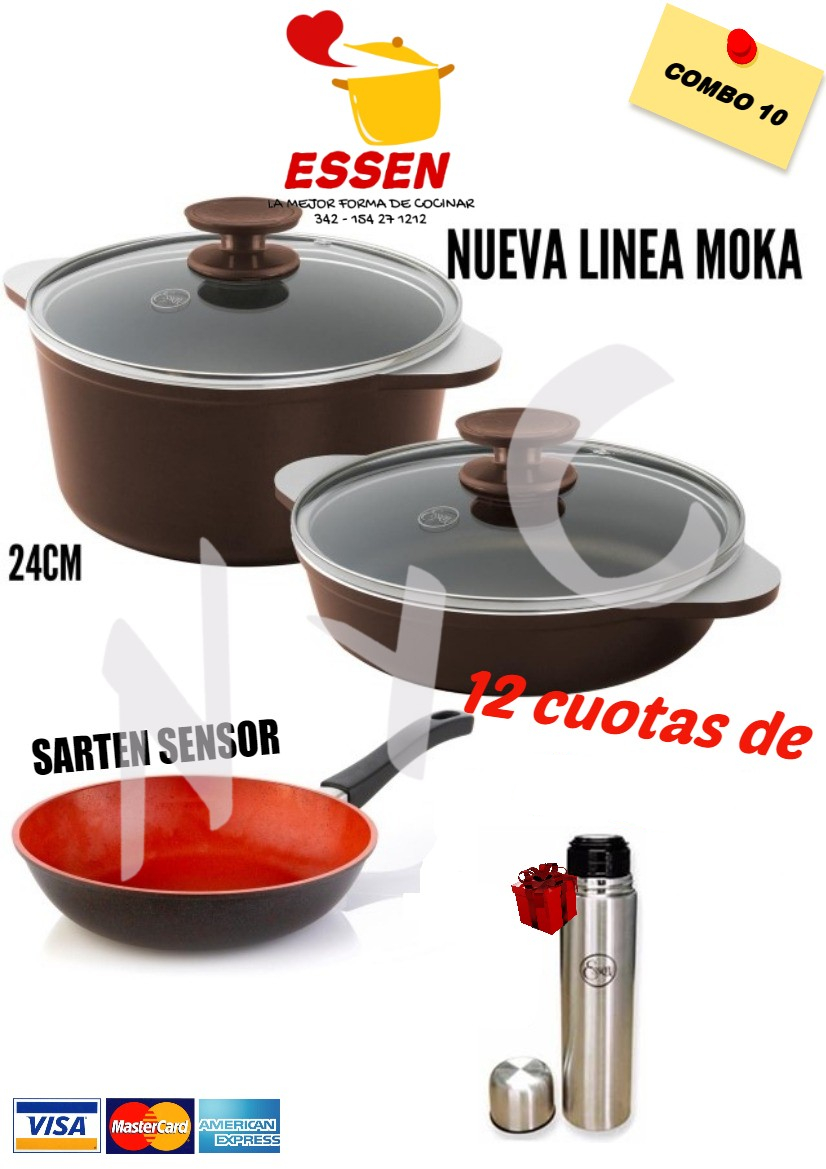 COMBO 10
ESSEN
LA MEJOR FORMA DE COCINAR
342 - 154 27 1212
NUEVA LINEA MOKA
24CM
12 cuotas de
SARTEN SENSOR
Essen
VISA
MasterCard
AMERICAN EXPRESS